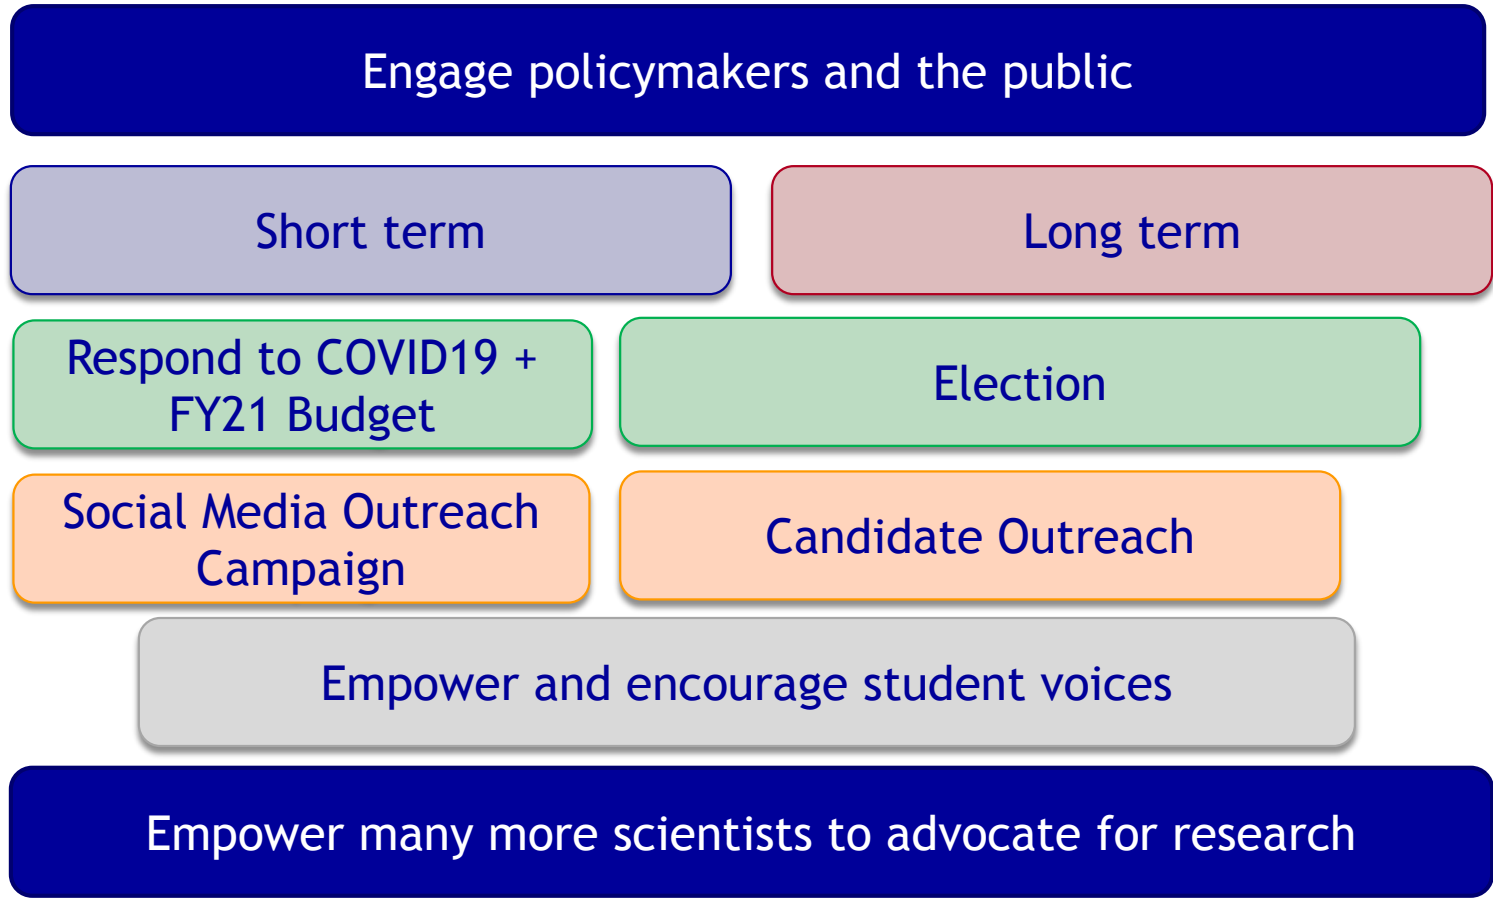 Engage policymakers and the public
Short term
Long term
Respond to COVID19 +
FY21 Budget
Election
Social Media Outreach
Campaign
Candidate Outreach
Empower and encourage student voices
Empower many more scientists to advocate for research